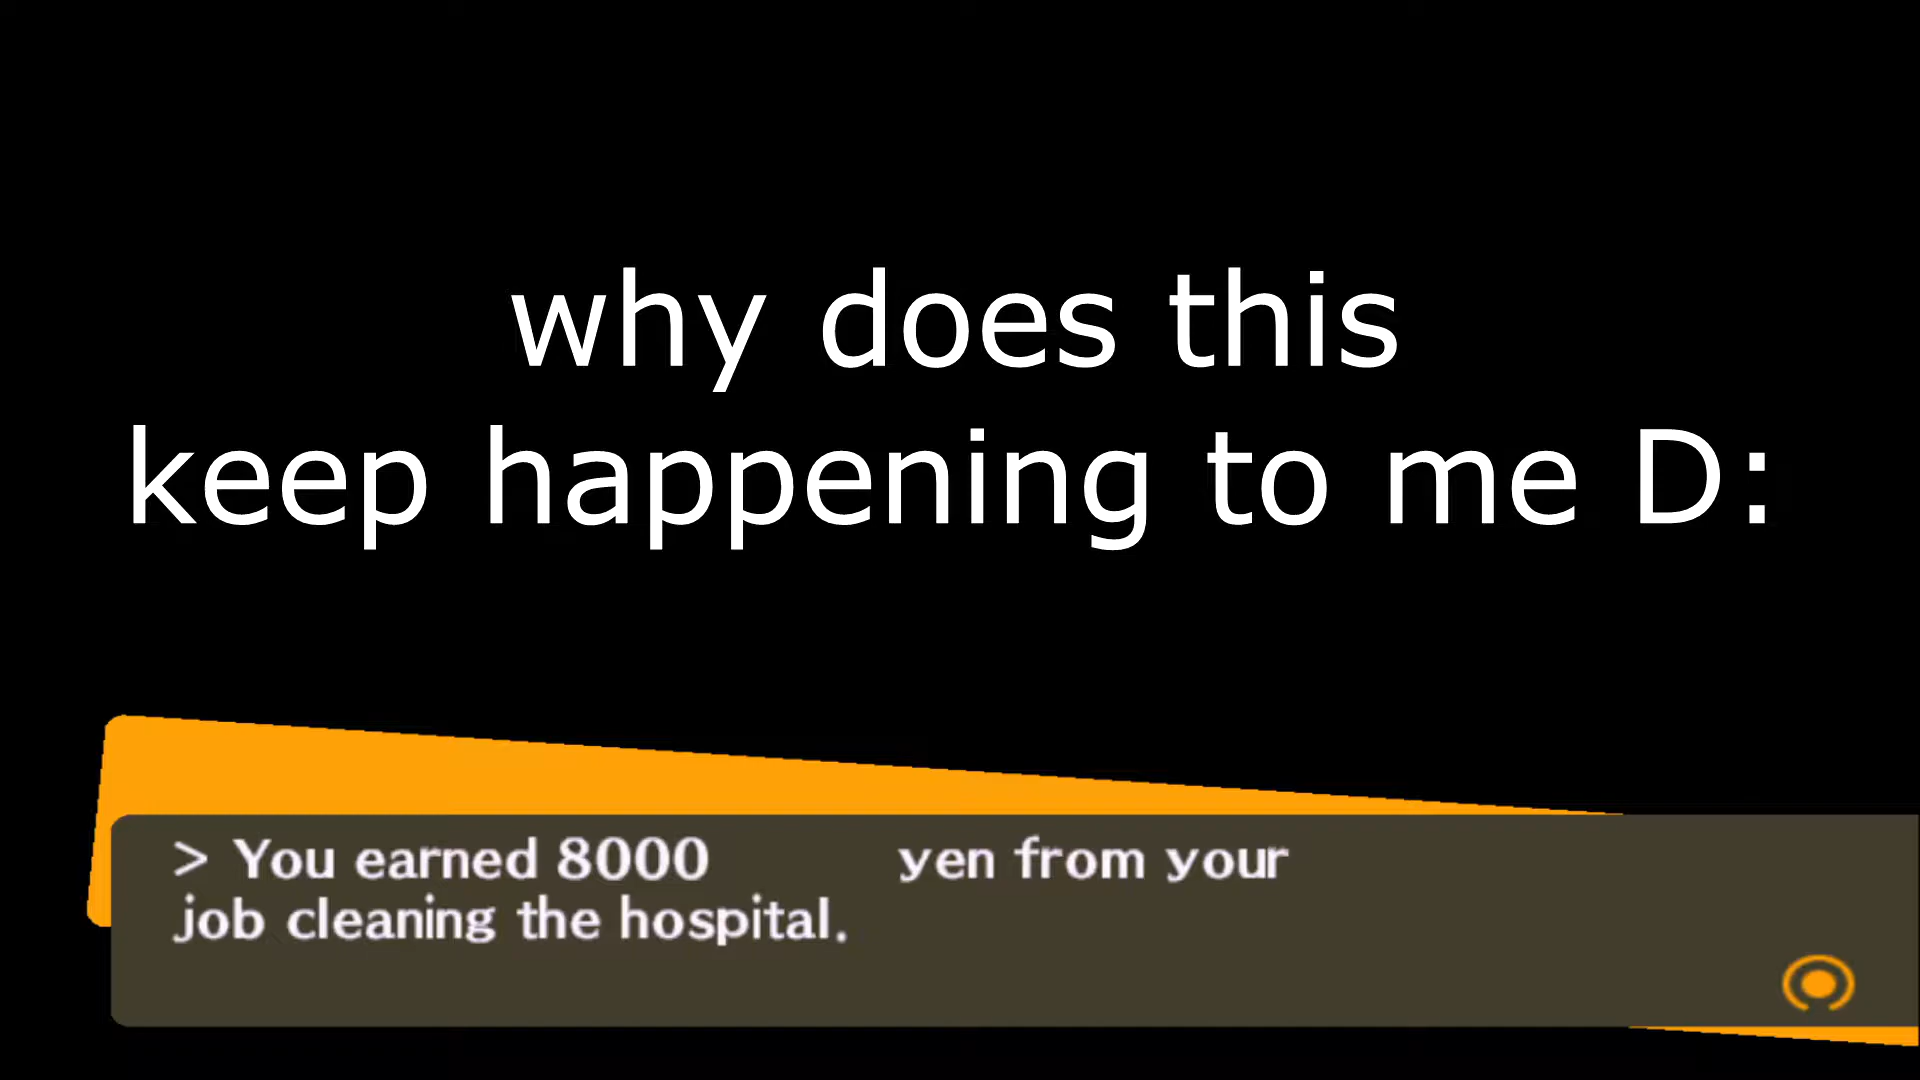 why does this
keep happening to me D:
> You earned 8000 yen from your
job cleaning the hospital.